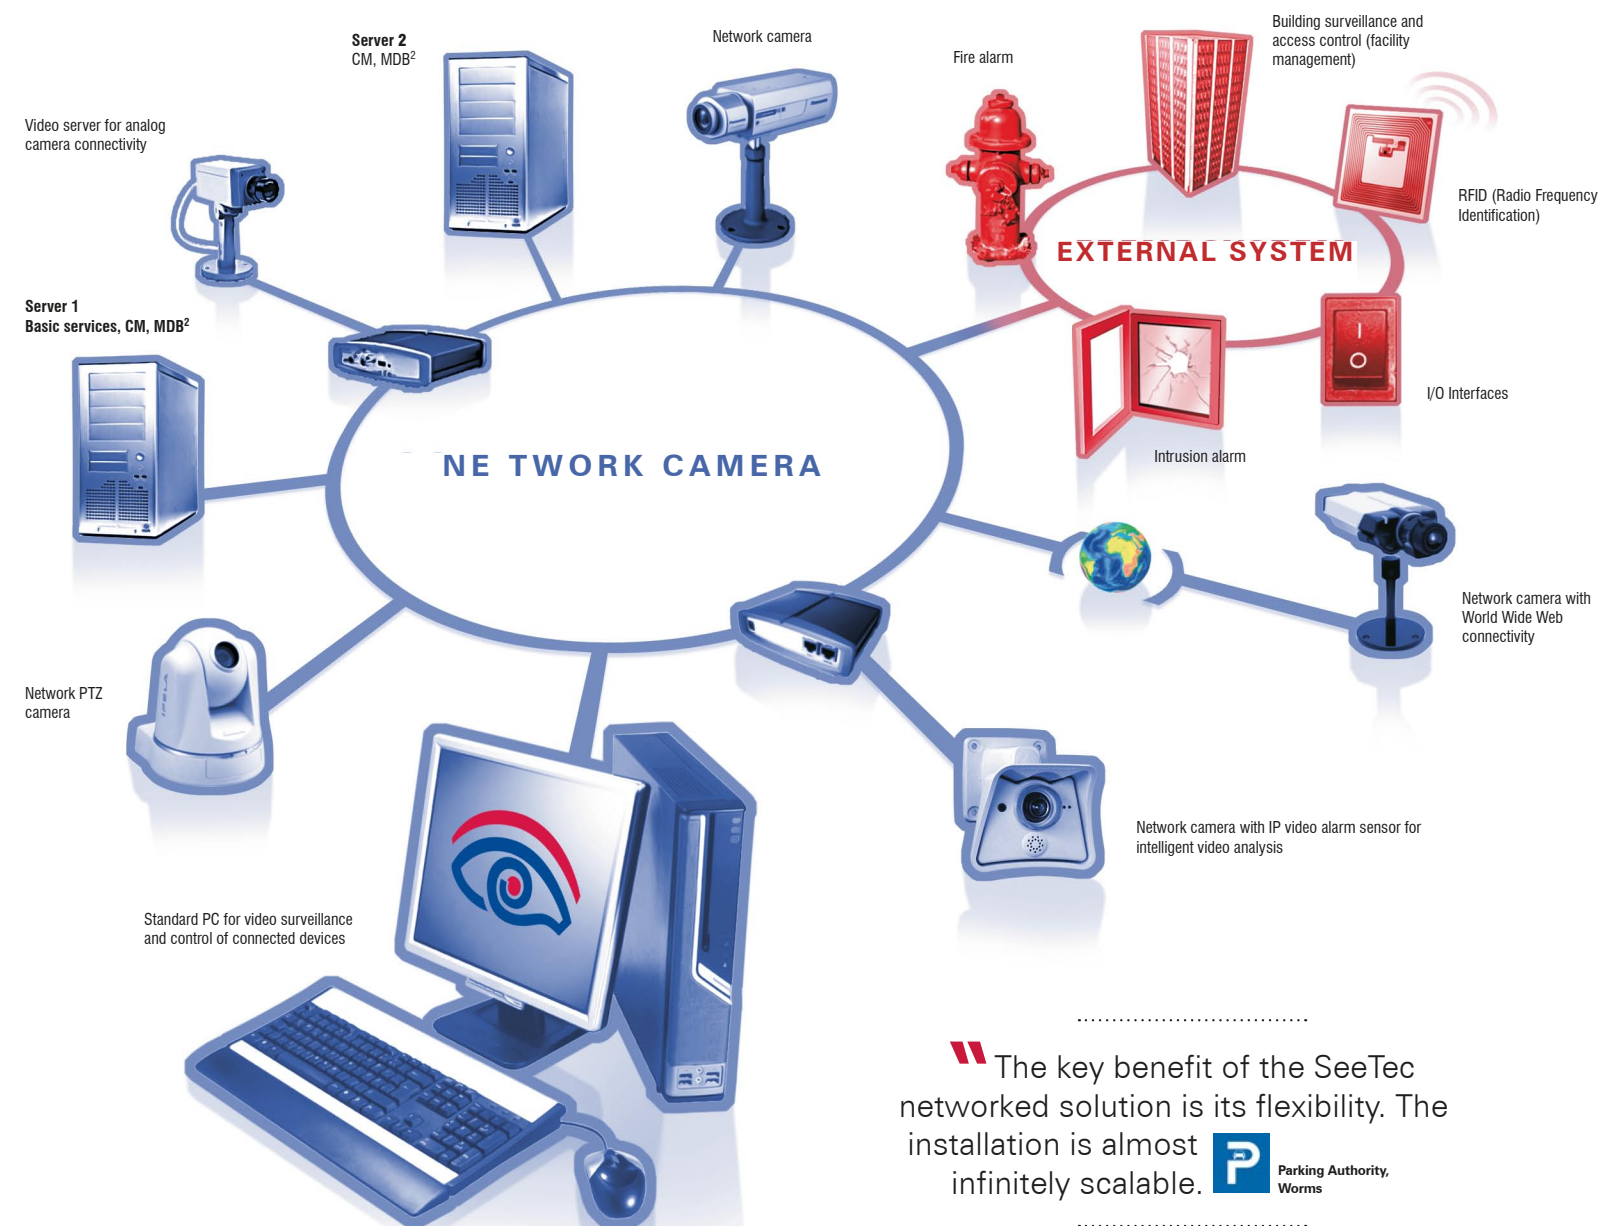 Server 2
CM, MDB²
Network camera
Fire alarm
Building surveillance and
access control (facility
management)
Video server for analog
camera connectivity
RFID (Radio Frequency
Identification)
EXTERNAL SYSTEM
Server 1
Basic services, CM, MDB²
I/O Interfaces
Intrusion alarm
NE TWORK CAMERA
Network camera with
World Wide Web
connectivity
Network PTZ
camera
Network camera with IP video alarm sensor for
intelligent video analysis
Standard PC for video surveillance
and control of connected devices
"The key benefit of the SeeTec
networked solution is its flexibility. The
installation is almost
infinitely scalable.
P
Parking Authority,
Worms